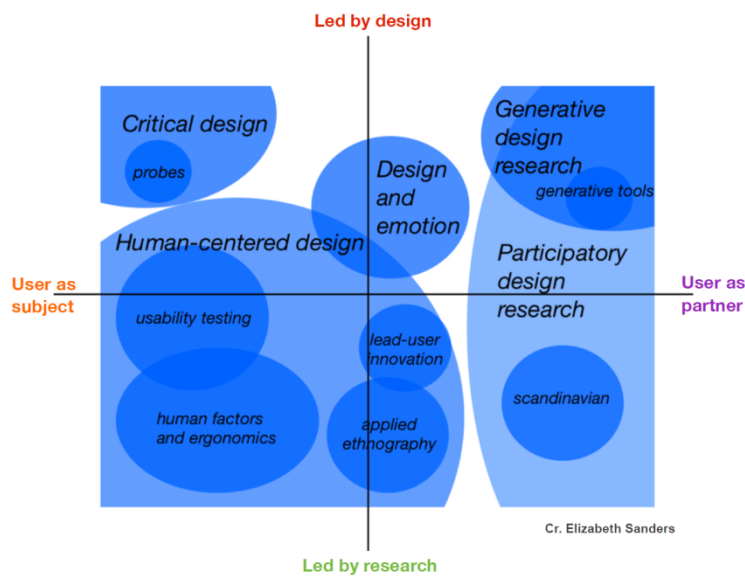 Led by design
Critical design
probes
Generative
design
research
generative tools
Design
and
emotion
Human-centered design
Participatory
design
research
User as
subject
User as
partner
usability testing
lead-user
innovation
human factors
and ergonomics
applied
ethnography
scandinavian
Cr. Elizabeth Sanders
Led by research